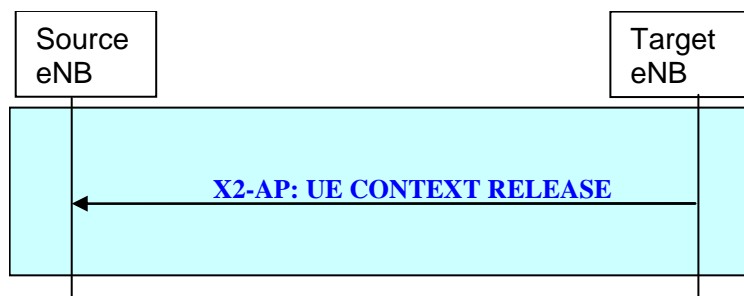 Source
eNB
Target
eNB
X2-AP: UE CONTEXT RELEASE